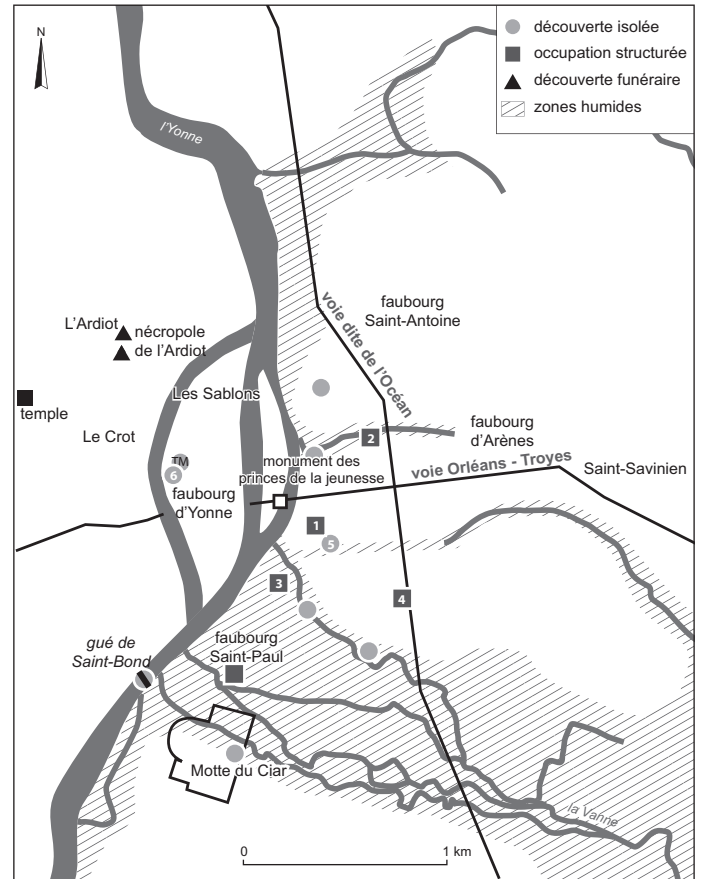 N
découverte isolée
occupation structurée
découverte funéraire
zones humides
l'Yonne
voie dite de l'Océan
faubourg
Saint-Antoine
L'Ardiot
nécropole
de l'Ardiot
Les Sablons
temple
Le Crot
2
faubourg
d'Arènes
TM
6
monument des
princes de la jeunesse
voie Orléans - Troyes
Saint-Savinien
faubourg
d'Yonne
1
5
3
4
gué de
Saint-Bond
faubourg
Saint-Paul
Motte du Ciar
la Vanne
0
1 km